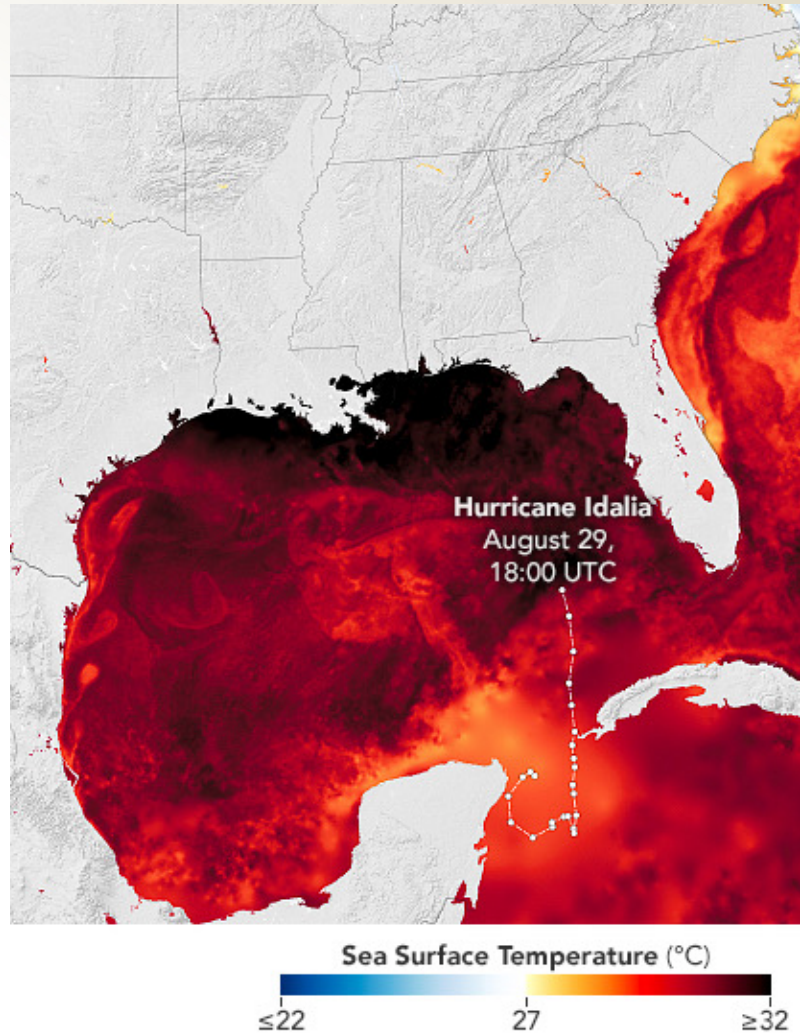 Hurricane Idalia
August 29,
18:00 UTC
Sea Surface Temperature (°C)
≤22 27 ≥32